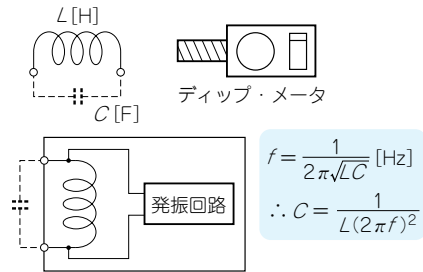 L[H]
C[F]
ディップ・メータ
発振回路
f=1/2π√LC [Hz]
∴ C=1/L(2πf)²